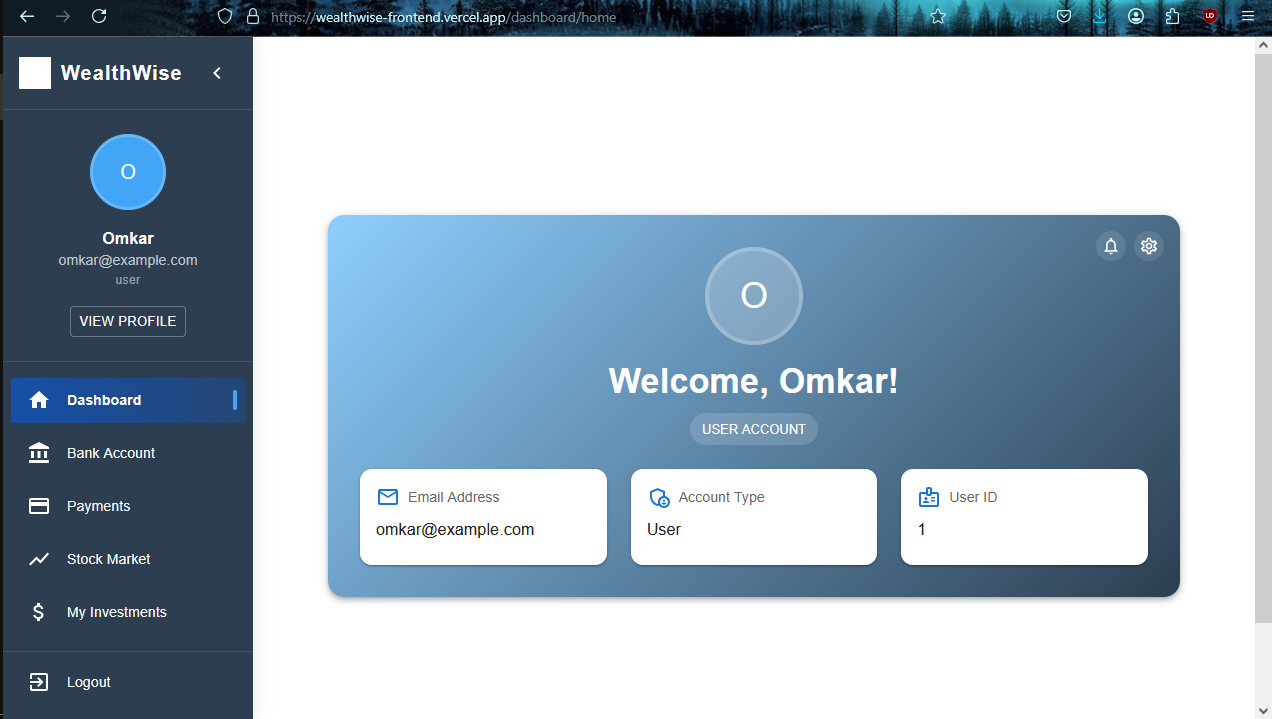 https://wealthwise-frontend.vercel.app/dashboard/home
WealthWise
O
Omkar
omkar@example.com
user
VIEW PROFILE
Dashboard
Bank Account
Payments
Stock Market
My Investments
Logout
O
Welcome, Omkar!
USER ACCOUNT
Email Address
omkar@example.com
Account Type
User
User ID
1